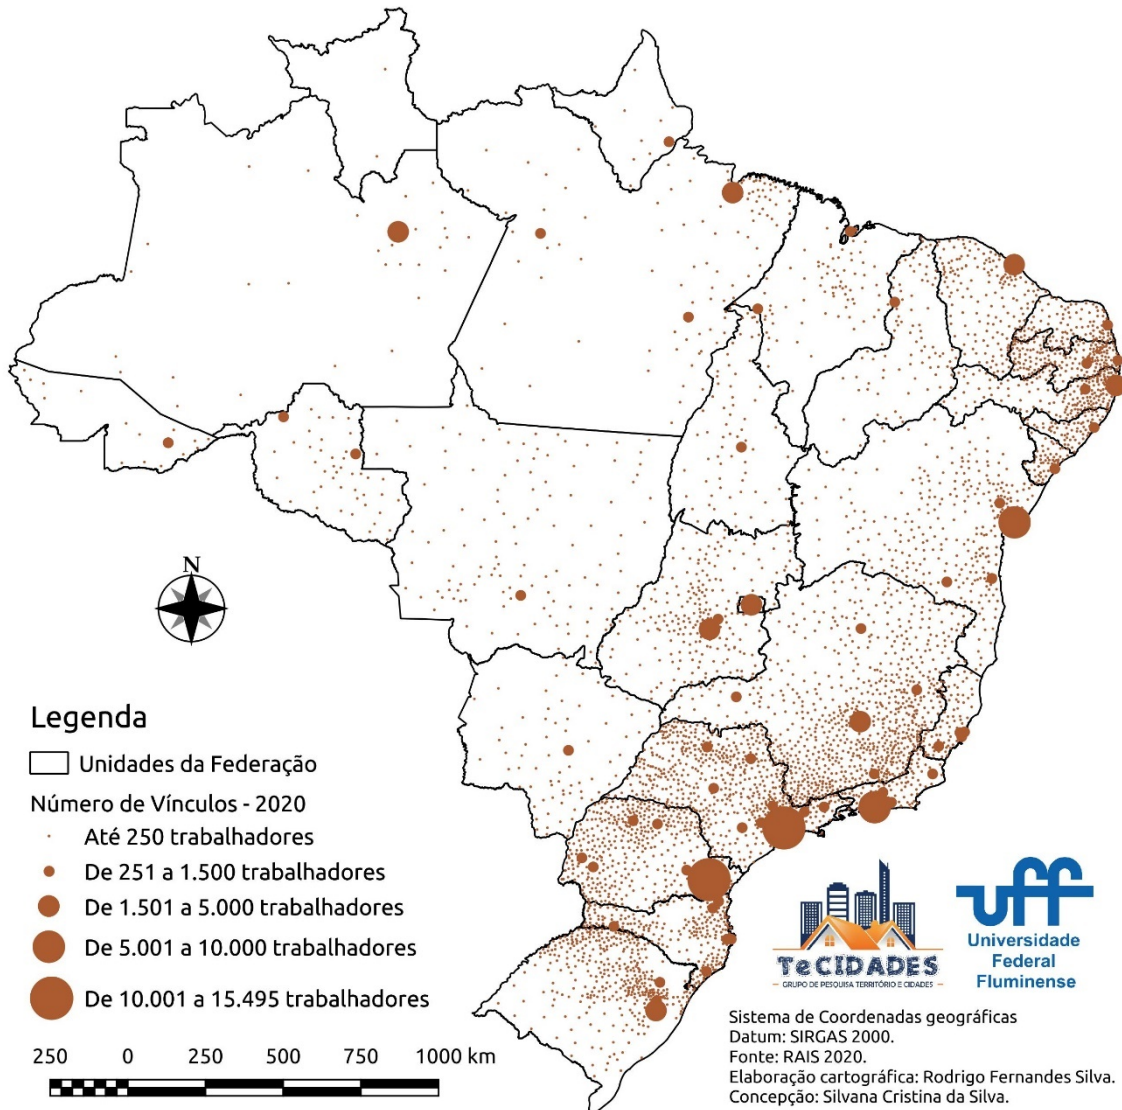 N
Legenda
Unidades da Federação
Número de Vínculos - 2020
Até 250 trabalhadores
De 251 a 1.500 trabalhadores
De 1.501 a 5.000 trabalhadores
De 5.001 a 10.000 trabalhadores
De 10.001 a 15.495 trabalhadores
250 0 250 500 750 1000 km
TeCIDADES
GRUPO DE PESQUISA TERRITÓRIO E CIDADES
uff
Universidade
Federal
Fluminense
Sistema de Coordenadas geográficas
Datum: SIRGAS 2000.
Fonte: RAIS 2020.
Elaboração cartográfica: Rodrigo Fernandes Silva.
Concepção: Silvana Cristina da Silva.